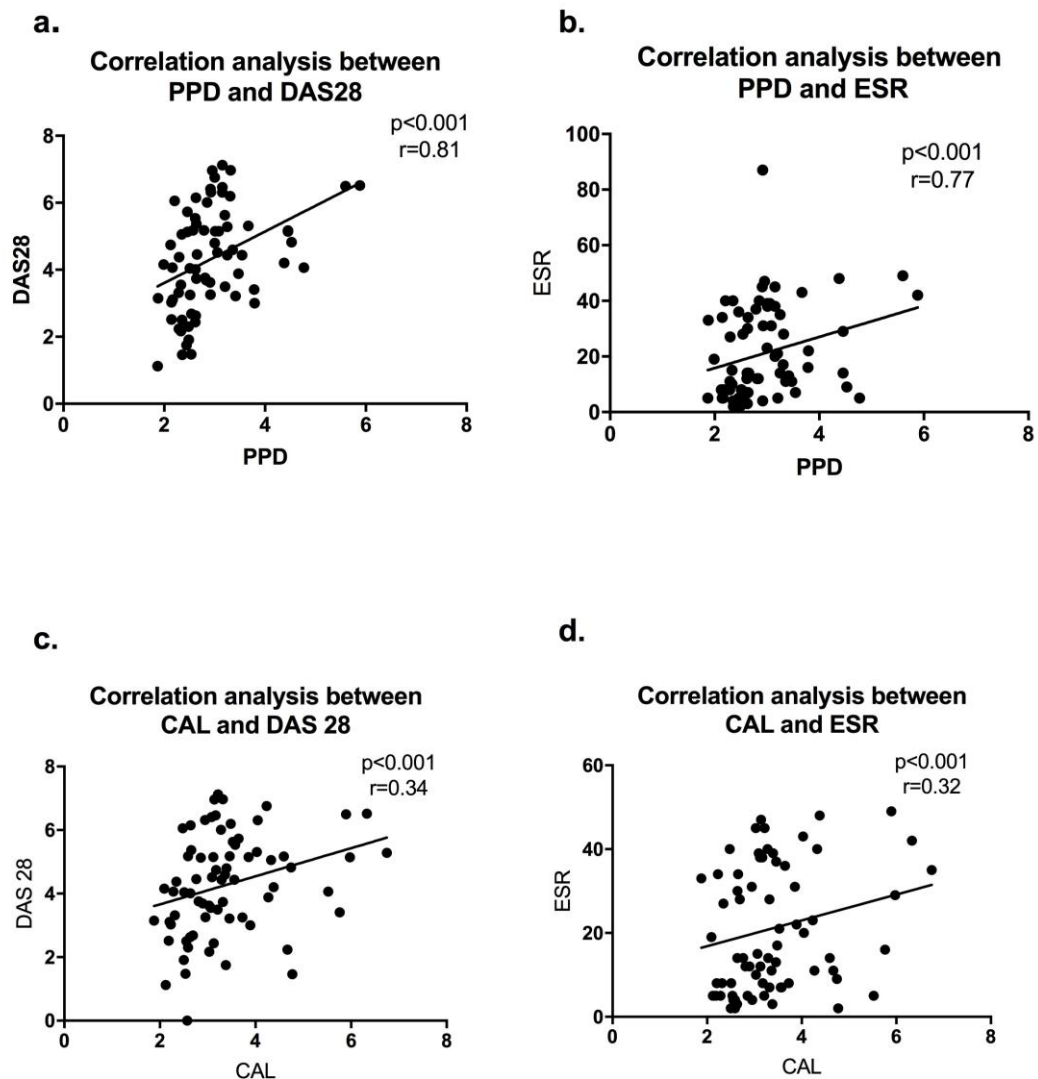 a.
Correlation analysis between
PPD and DAS28
p<0.001
r=0.81
8
6
4
2
0
DAS28
0 2 4 6 8
PPD
b.
Correlation analysis between
PPD and ESR
p<0.001
r=0.77
100
80
60
40
20
0
ESR
0 2 4 6 8
PPD
c.
Correlation analysis between
CAL and DAS 28
p<0.001
r=0.34
8
6
4
2
0
DAS 28
0 2 4 6 8
CAL
d.
Correlation analysis between
CAL and ESR
p<0.001
r=0.32
60
40
20
0
ESR
0 2 4 6 8
CAL